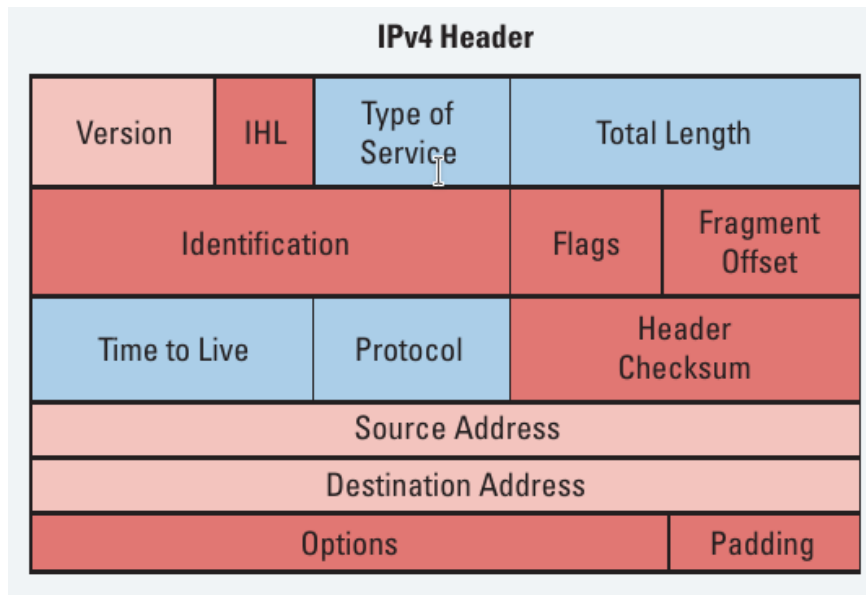 IPv4 Header
Version
IHL
Type of
Service
Total Length
Identification
Flags
Fragment
Offset
Time to Live
Protocol
Header
Checksum
Source Address
Destination Address
Options
Padding